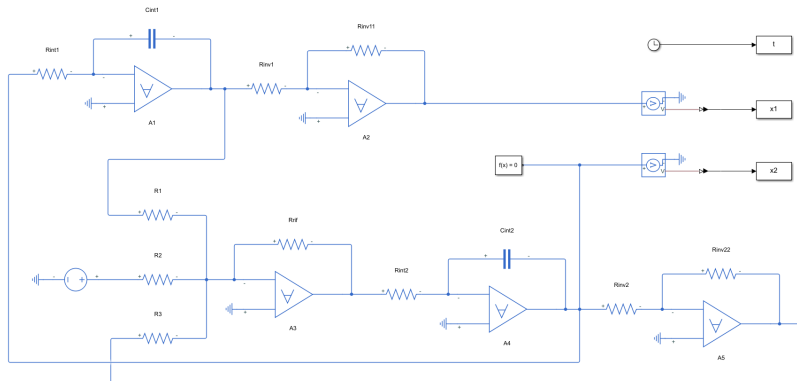 Cint1
Rint1
Rinv11
Rinv1
t
A1
A2
x1
f(x) = 0
x2
R1
Rrif
Cint2
R2
Rint2
Rinv22
Rinv2
R3
A3
A4
A5